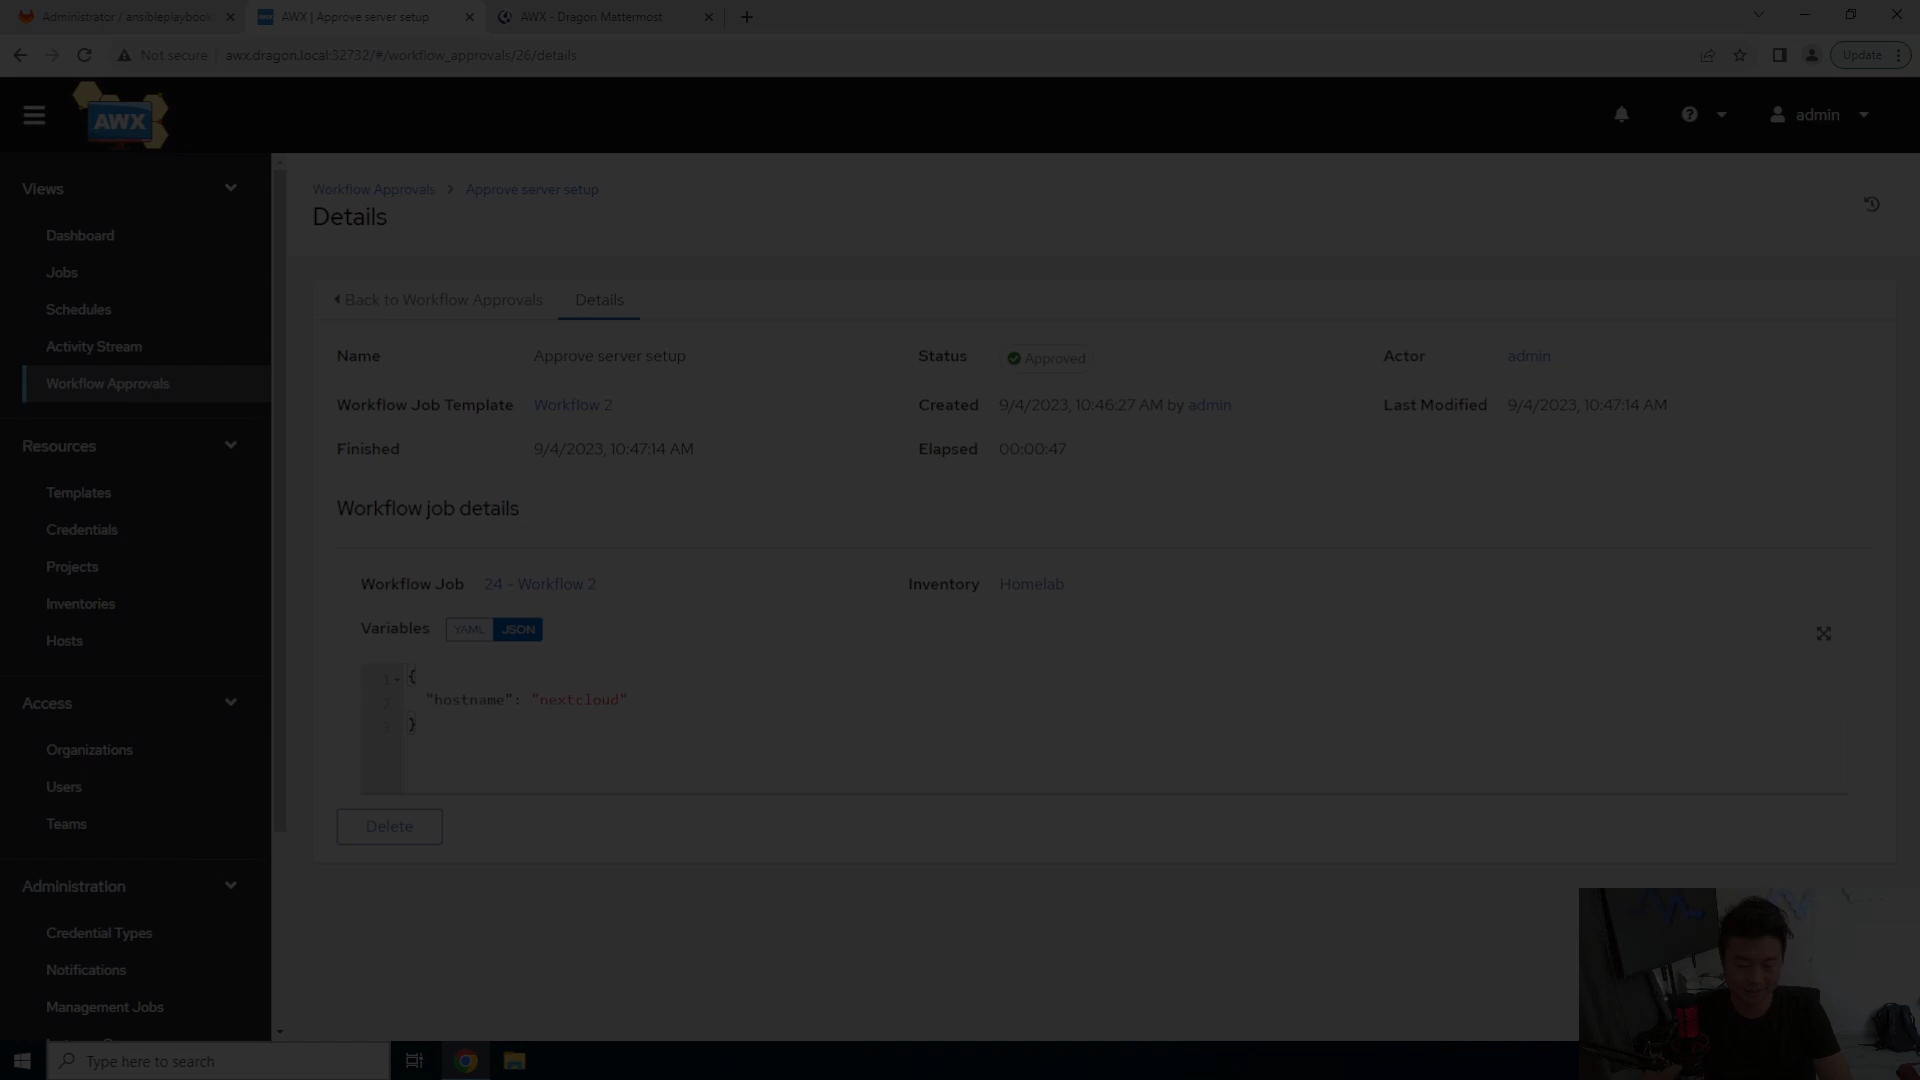 Administrator / ansibleplaybook
AWX | Approve server setup
AWX - Dragon Mattermost
Not secure
awx.dragon.local:32732/#/workflow_approvals/26/details
Update
AWX
admin
Views
Dashboard
Jobs
Schedules
Activity Stream
Workflow Approvals
Resources
Templates
Credentials
Projects
Inventories
Hosts
Access
Organizations
Users
Teams
Administration
Credential Types
Notifications
Management Jobs
Workflow Approvals > Approve server setup
Details
Back to Workflow Approvals
Details
Name Approve server setup Status Approved Actor admin
Workflow Job Template Workflow 2 Created 9/4/2023, 10:46:27 AM by admin Last Modified 9/4/2023, 10:47:14 AM
Finished 9/4/2023, 10:47:14 AM Elapsed 00:00:47
Workflow job details
Workflow Job 24 - Workflow 2 Inventory Homelab
Variables YAML JSON
1 {
2 "hostname": "nextcloud"
3 }
Delete
Type here to search